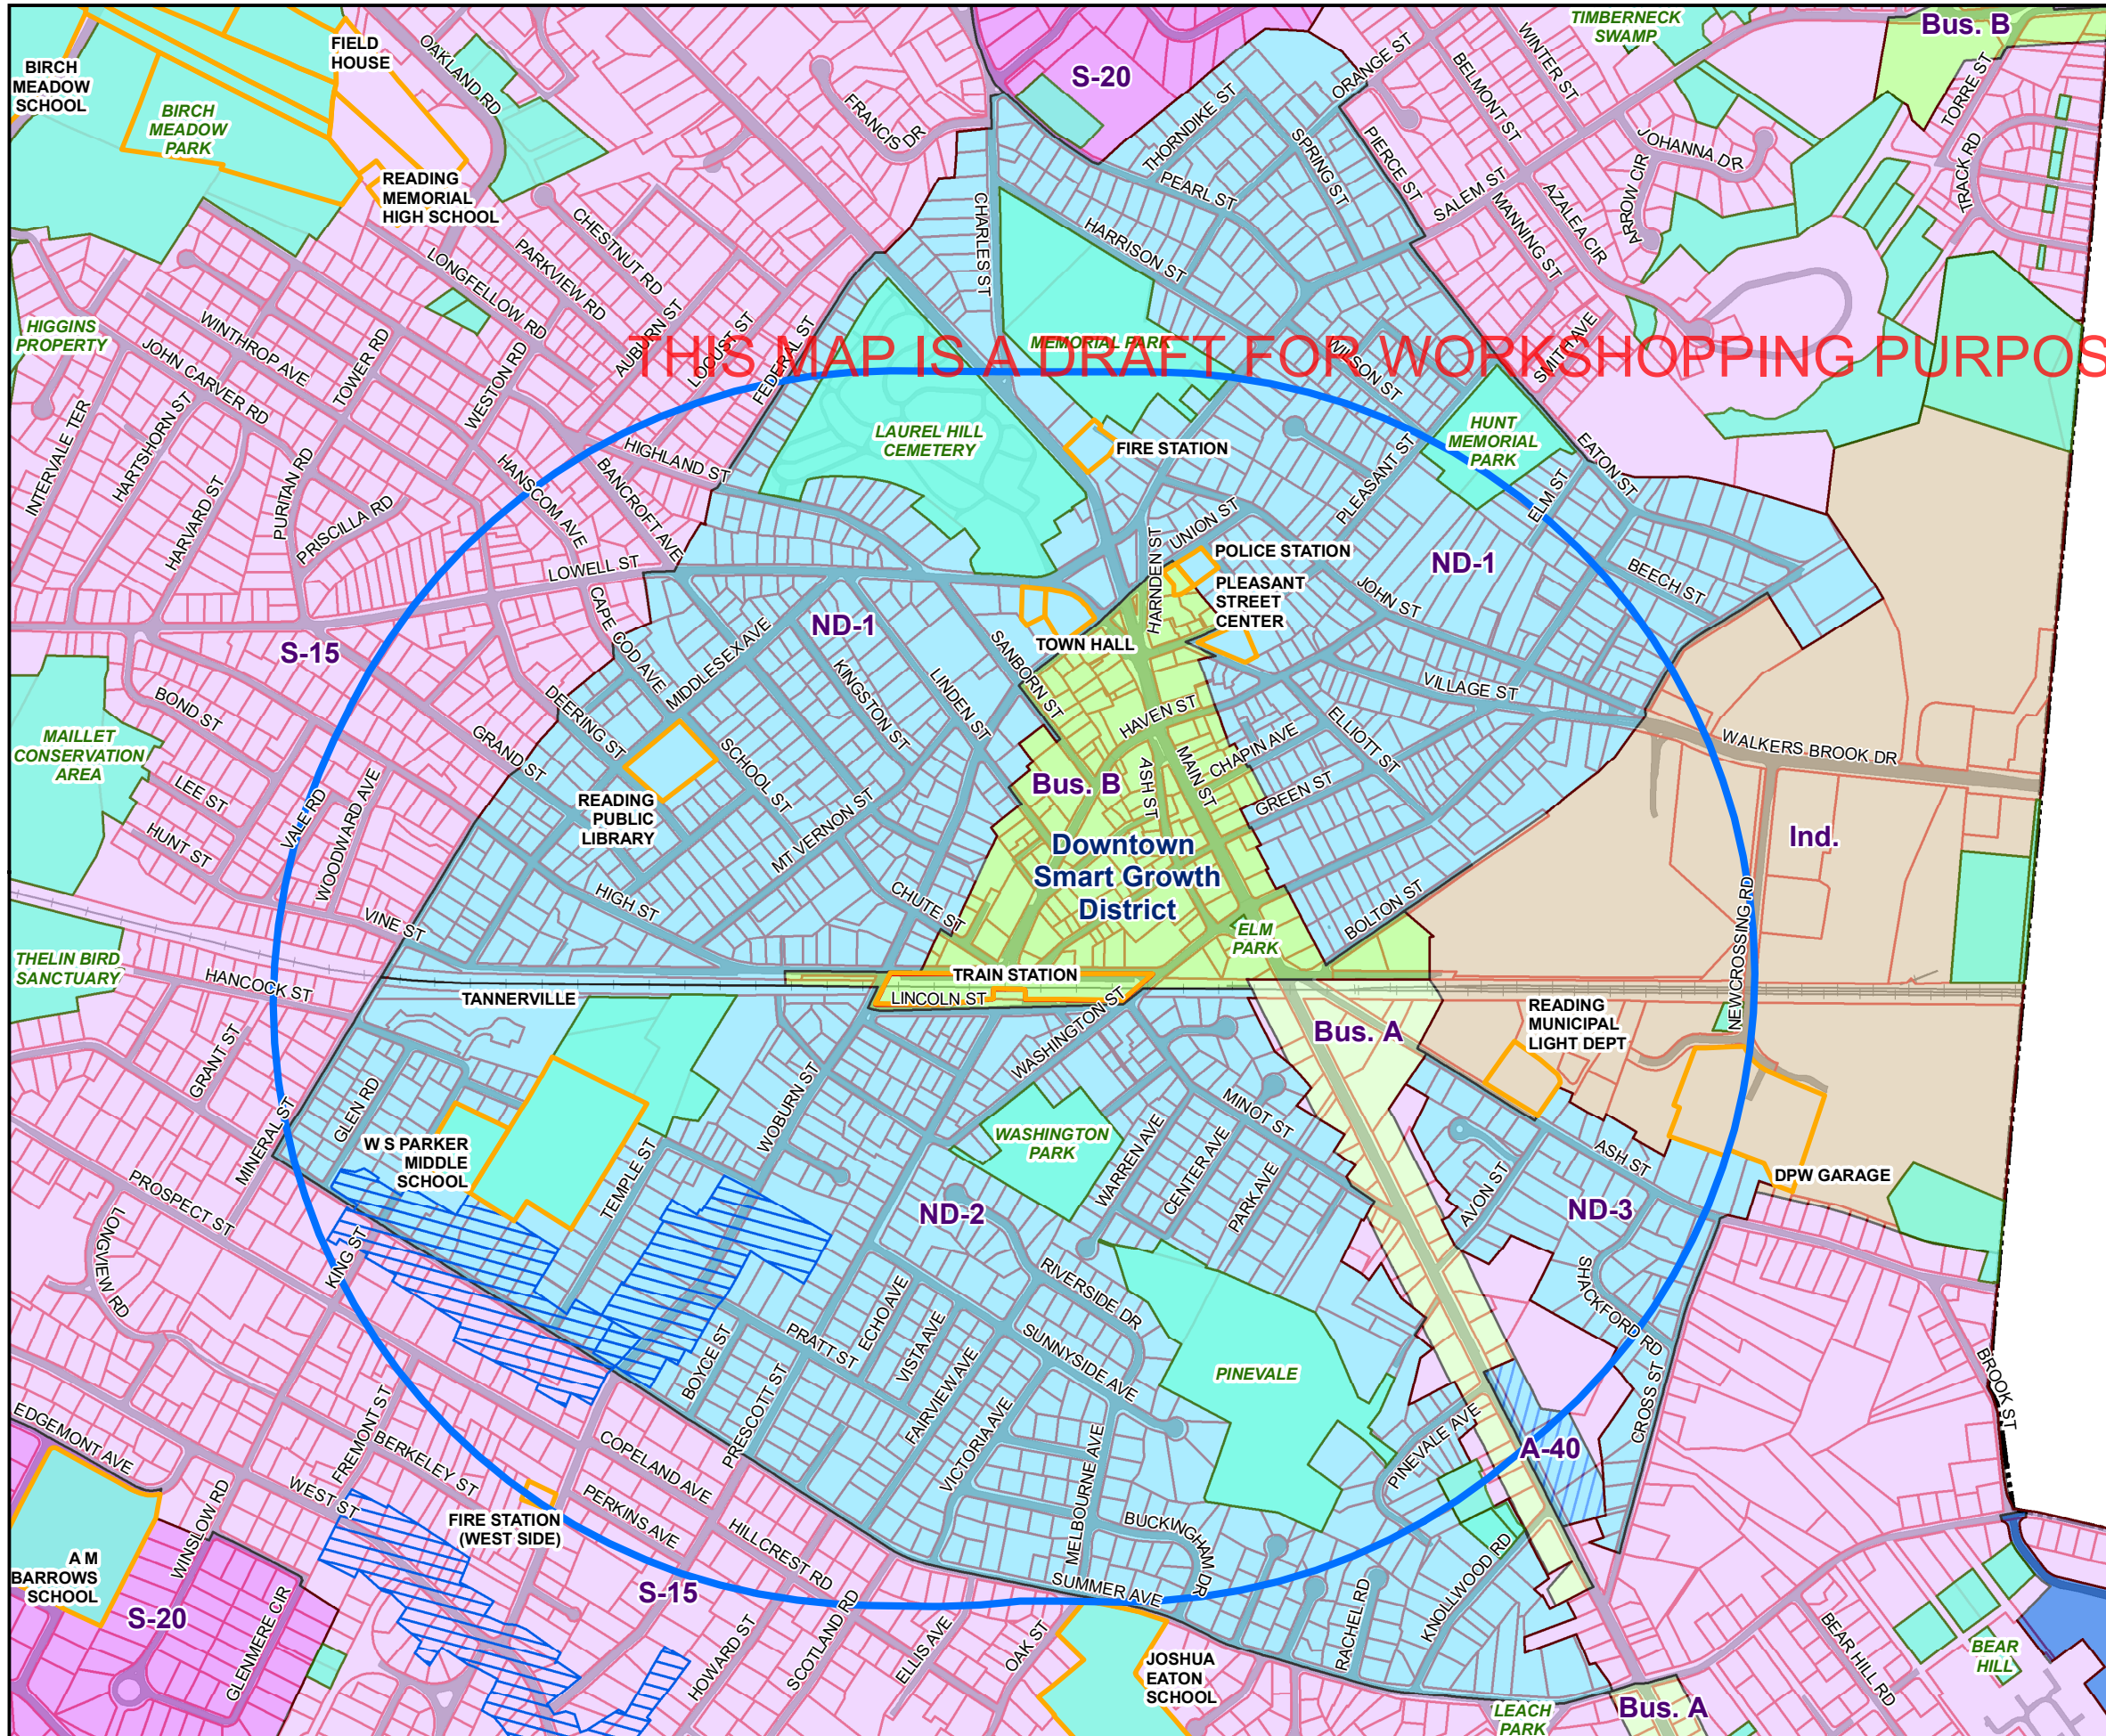 TIMBERNECK
SWAMP
Bus. B
FIELD
HOUSE
OAKLAND RD
BIRCH
MEADOW
SCHOOL
BIRCH
MEADOW
PARK
READING
MEMORIAL
HIGH SCHOOL
FRANCIS DR
S-20
THORNDIKE ST
ORANGE ST
BELMONT ST
WINTER ST
TORRE ST
TRACK RD
JOHANNA DR
ARROW CIR
AZALEA CIR
MANNING ST
SALEM ST
PIERCE ST
SPRING ST
PEARL ST
HARRISON ST
CHARLES ST
CHESTNUT RD
PARKVIEW RD
LONGFELLOW RD
AUBURN ST
LOCUST ST
FEDERAL ST
HIGGINS
PROPERTY
WINTHROP AVE
JOHN CARVER RD
TOWER RD
WESTON RD
THIS MAP IS A DRAFT FOR WORKSHOPPING PURPOS
MEMORIAL PARK
WILSON ST
SMITH AVE
INTERVALE TER
HARTSHORN ST
HARVARD ST
PURITAN RD
PRISCILLA RD
HANSCOM AVE
BANCROFT AVE
HIGHLAND ST
LAUREL HILL
CEMETERY
FIRE STATION
HUNT
MEMORIAL
PARK
EATON ST
ELM ST
PLEASANT ST
UNION ST
HARNDEN ST
POLICE STATION
PLEASANT
STREET
CENTER
ND-1
BEECH ST
JOHN ST
LOWELL ST
CAPE COD AVE
MIDDLESEX AVE
ND-1
KINGSTON ST
LINDEN ST
SANBORN ST
TOWN HALL
S-15
BOND ST
DEERING ST
GRAND ST
VILLAGE ST
HAVEN ST
ELLIOTT ST
CHAPIN AVE
MAIN ST
ASH ST
GREEN ST
WALKERS BROOK DR
MAILLET
CONSERVATION
AREA
LEE ST
HUNT ST
VALE RD
WOODWARD AVE
READING
PUBLIC
LIBRARY
SCHOOL ST
MT VERNON ST
Bus. B
Downtown
Smart Growth
District
Ind.
HIGH ST
CHUTE ST
BOLTON ST
NEWCROSSING RD
ELM
PARK
VINE ST
THELIN BIRD
SANCTUARY
HANCOCK ST
TANNERVILLE
TRAIN STATION
LINCOLN ST
WASHINGTON ST
Bus. A
READING
MUNICIPAL
LIGHT DEPT
GRANT ST
GLEN RD
MINERAL ST
W S PARKER
MIDDLE
SCHOOL
TEMPLE ST
WOBURN ST
WASHINGTON
PARK
WARREN AVE
CENTER AVE
PARK AVE
MINOT ST
AVON ST
ASH ST
DPW GARAGE
ND-3
ND-2
PROSPECT ST
LONGVIEW RD
KING ST
RIVERSIDE DR
SHACKFORD RD
CROSS ST
BROOK ST
BOYCE ST
PRATT ST
ECHO AVE
VISTA AVE
SUNNYSIDE AVE
PINEVALE
PRESCOTT ST
FAIRVIEW AVE
VICTORIA AVE
MELBOURNE AVE
PINEVALE AVE
A-40
EDGEMONT AVE
FREMONT ST
BERKELEY ST
COPELAND AVE
WEST ST
WINSLOW RD
PERKINS AVE
HILLCREST RD
BUCKINGHAM DR
SUMMER AVE
KNOLLWOOD RD
FIRE STATION
(WEST SIDE)
A M
BARROWS
SCHOOL
S-20
GLENMERE CIR
S-15
HOWARD ST
SCOTLAND RD
ELLIS AVE
OAK ST
JOSHUA
EATON
SCHOOL
RACHEL RD
LEACH
PARK
Bus. A
BEAR HILL RD
BEAR
HILL